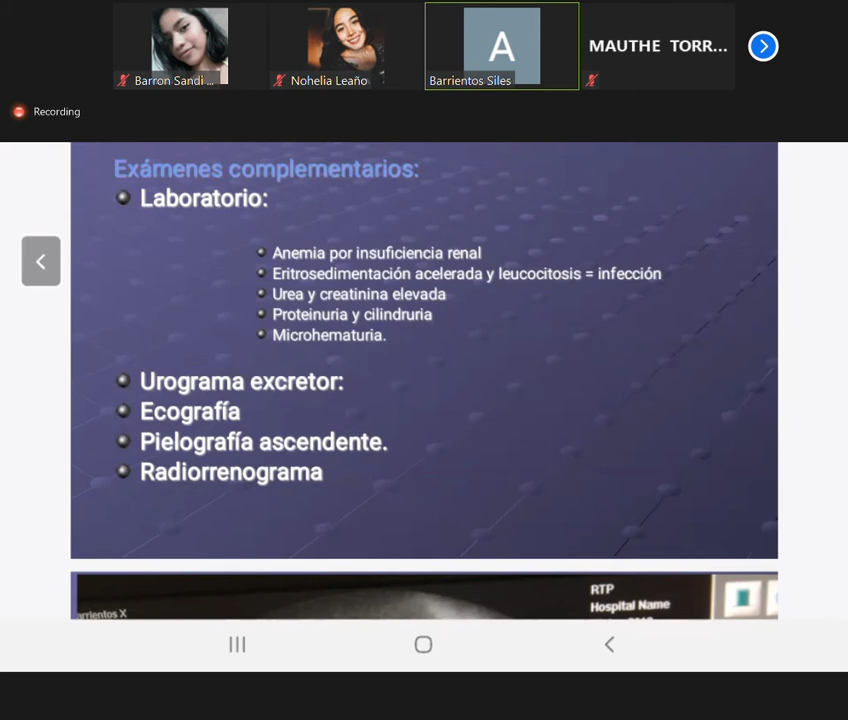 Barron Sandi ...
Nohelia Leaño
A
Barrientos Siles
MAUTHE TORR...
Recording
Exámenes complementarios:
Laboratorio:
Anemia por insuficiencia renal
Eritrosedimentación acelerada y leucocitosis = infección
Urea y creatinina elevada
Proteinuria y cilindruria
Microhematuria.
Urograma excretor:
Ecografía
Pielografía ascendente.
Radiorrenograma
RTP
Hospital Name
arrientos X